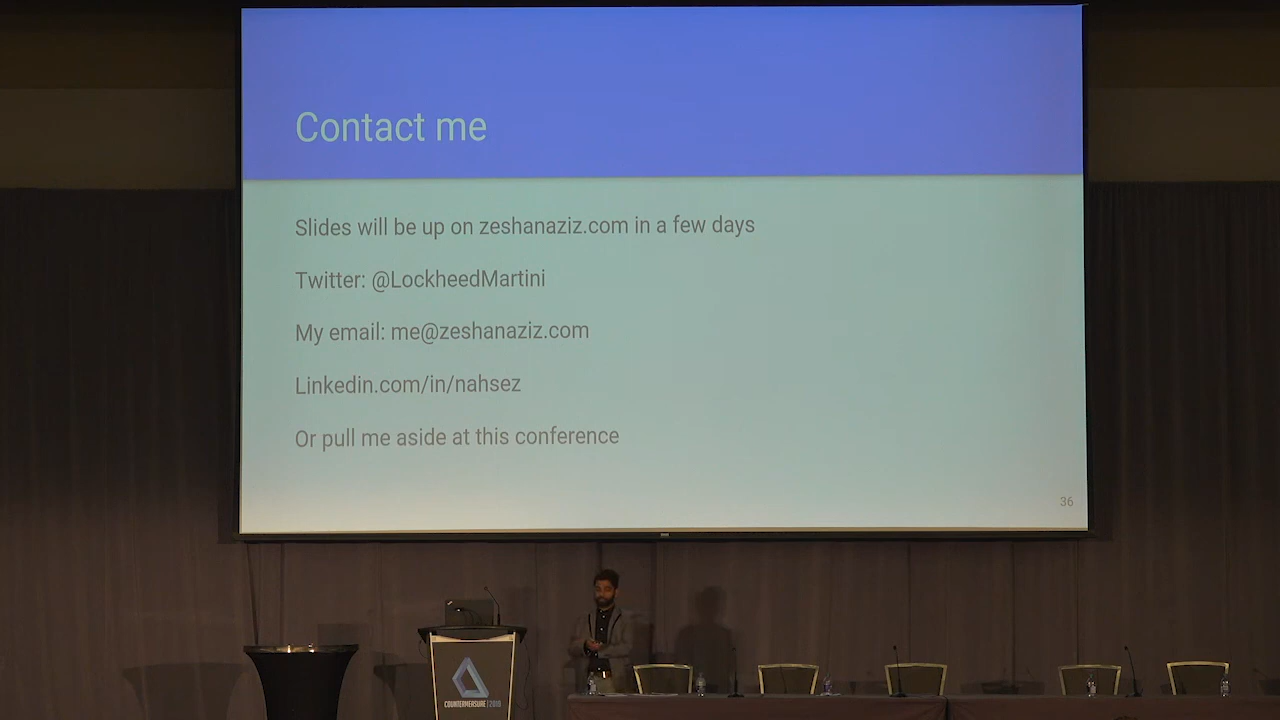 Contact me
Slides will be up on zeshanaziz.com in a few days
Twitter: @LockheedMartini
My email: me@zeshanaziz.com
Linkedin.com/in/nahsez
Or pull me aside at this conference
36
COUNTERMEASURE | 2019